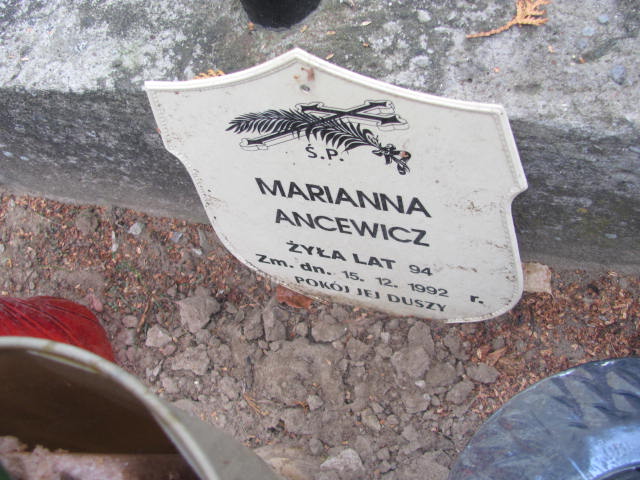 Ś.P.
MARIANNA
ANCEWICZ
ŻYŁA LAT 94
Zm. dn. 15. 12. 1992 r.
POKÓJ JEJ DUSZY